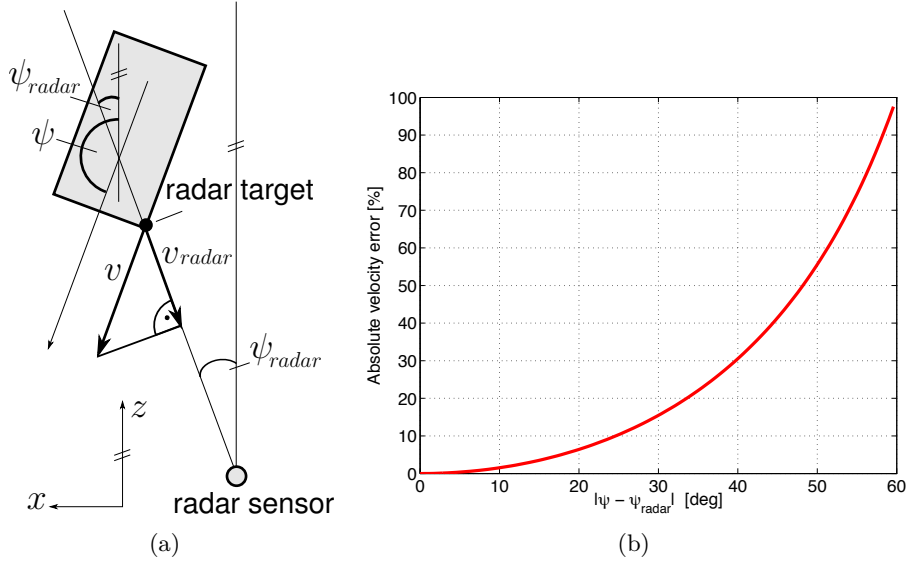 ψradar
ψ
radar target
v
vradar
ψradar
z
x
radar sensor
(a)
100
90
80
70
60
50
40
30
20
10
0
Absolute velocity error [%]
0 10 20 30 40 50 60
|ψ − ψradar| [deg]
(b)